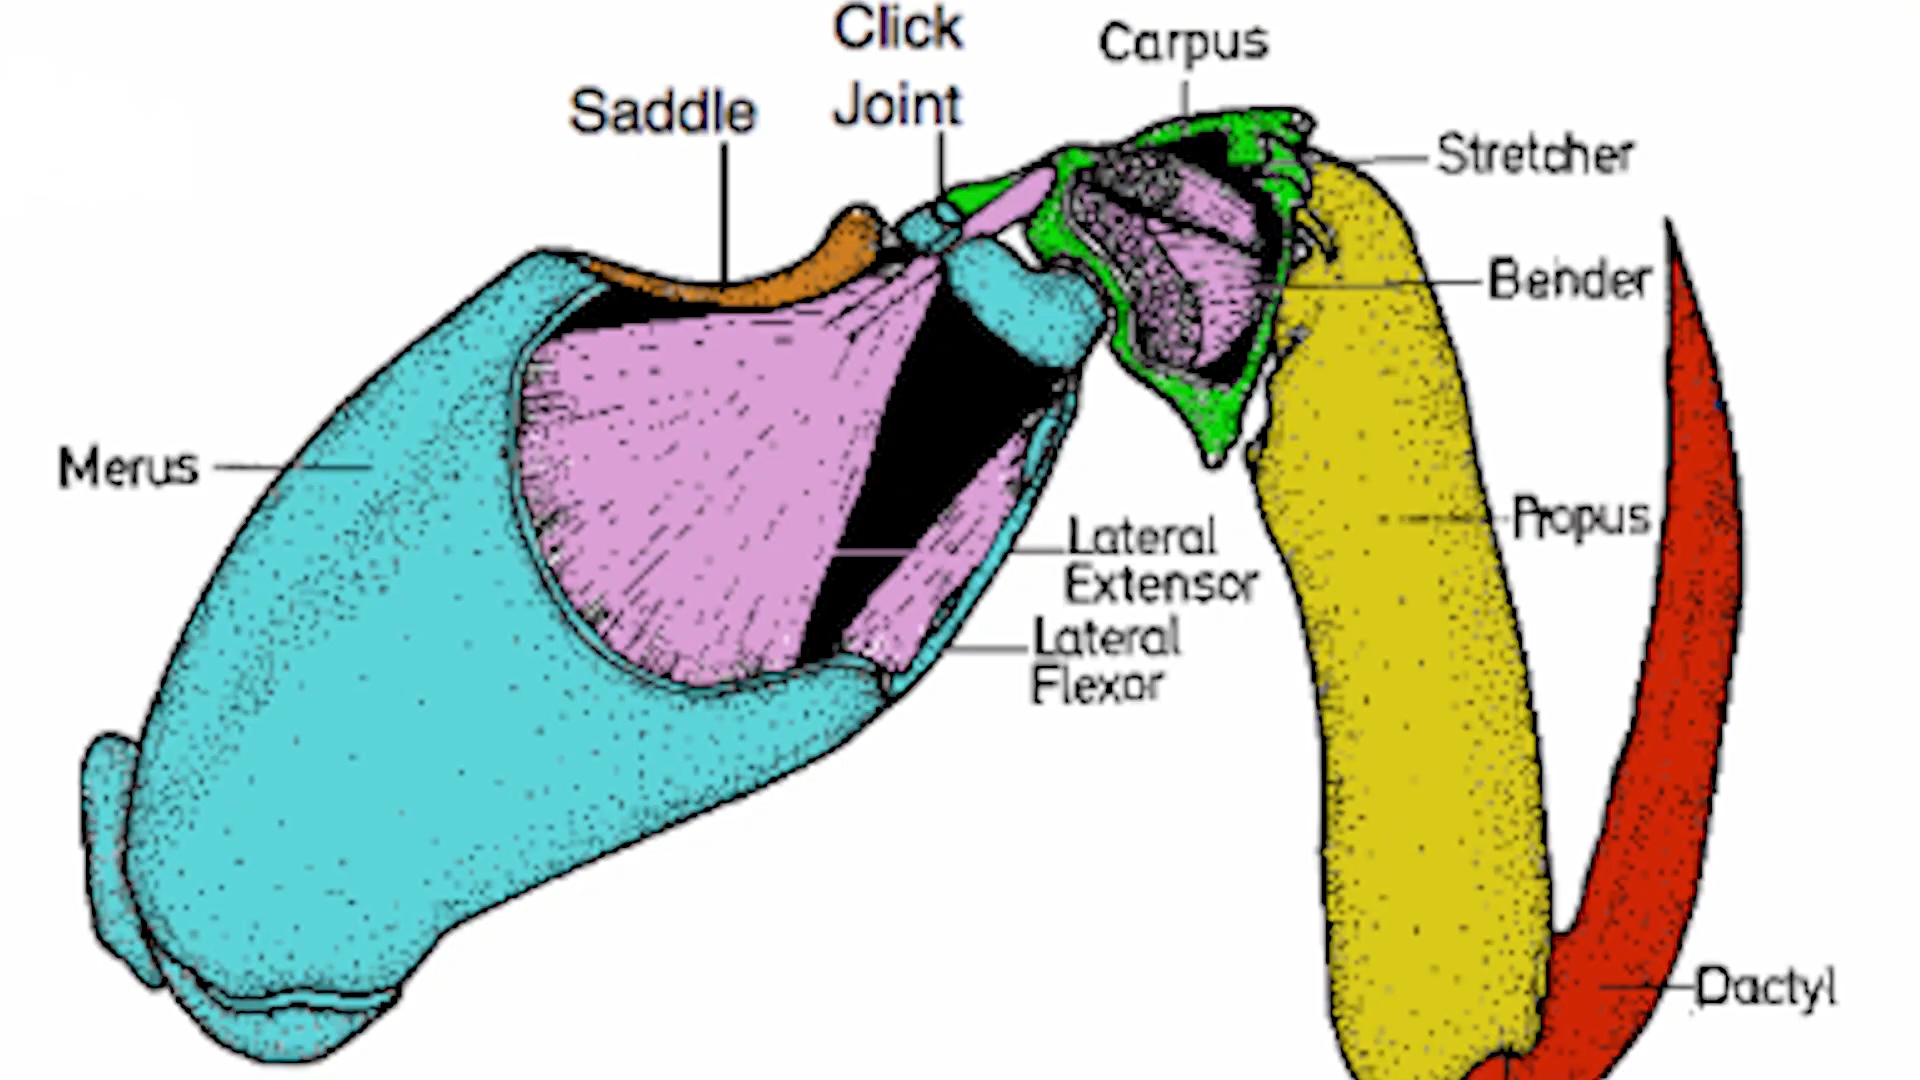 Click
Joint
Carpus
Saddle
Stretcher
Bender
Merus
Propus
Lateral
Extensor
Lateral
Flexor
Dactyl